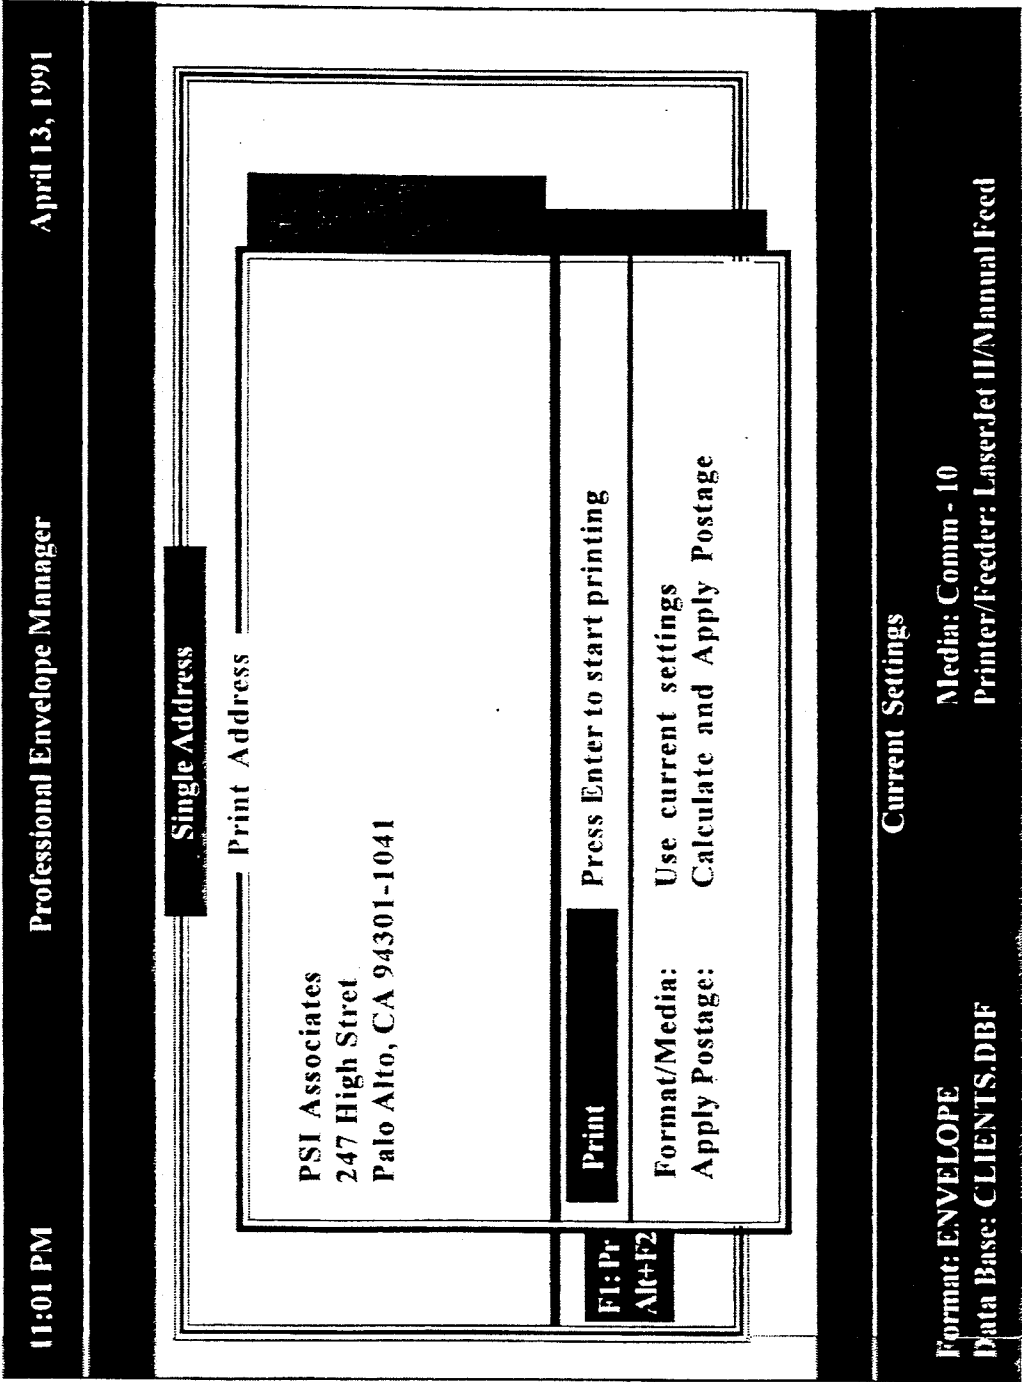 11:01 PM Professional Envelope Manager April 13, 1991
Single Address
Print Address
PSI Associates
247 High Stret
Palo Alto, CA 94301-1041
Print Press Enter to start printing
Format/Media: Use current settings
Apply Postage: Calculate and Apply Postage
F1: Pr
Alt+F2
Current Settings
Format: ENVELOPE Media: Comm - 10
Data Base: CLIENTS.DBF Printer/Feeder: LaserJet II/Manual Feed